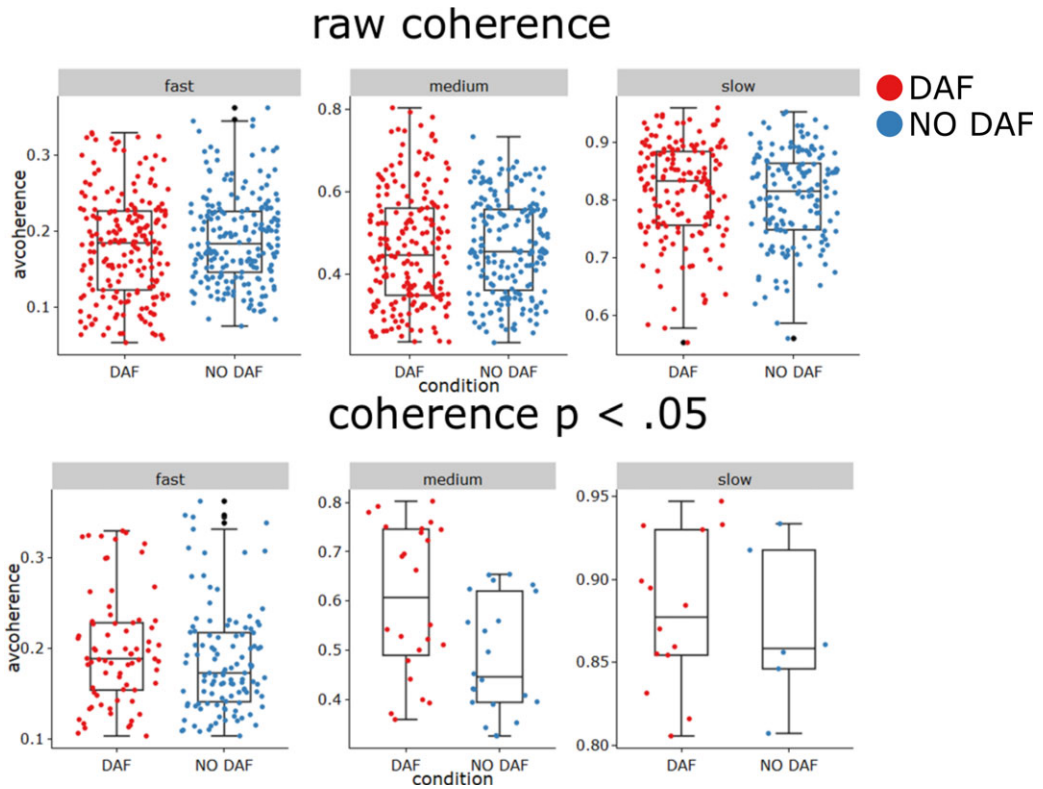 raw coherence
fast
medium
slow
DAF
NO DAF
avcoherence
0.3
0.2
0.1
0.8
0.6
0.4
0.9
0.8
0.7
0.6
DAF
NO DAF
DAF
NO DAF
DAF
NO DAF
condition
coherence p < .05
fast
medium
slow
avcoherence
0.3
0.2
0.1
0.8
0.7
0.6
0.5
0.4
0.95
0.90
0.85
0.80
DAF
NO DAF
DAF
NO DAF
DAF
NO DAF
condition